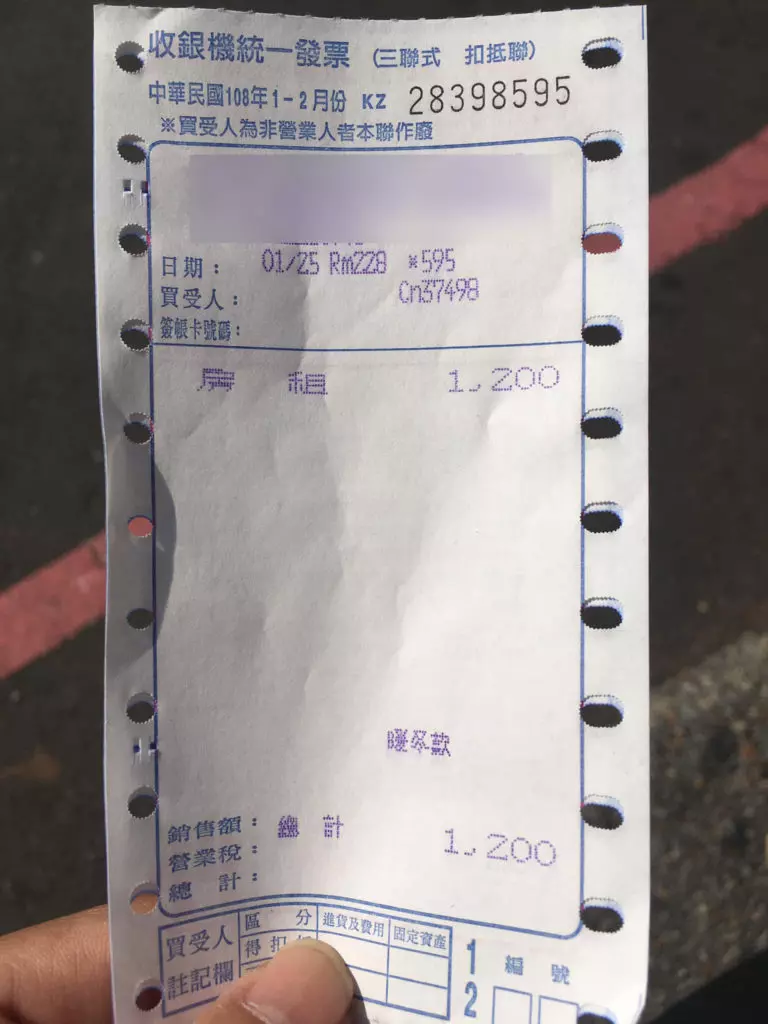 收銀機統一發票（三聯式 扣抵聯）
中華民國108年1-2月份 KZ 28398595
※買受人為非營業人者本聯作廢
日期： 01/25 Rm228 *595
買受人： Cn37498
簽帳卡號碼：
房 租 1,200
暖冬款
銷售額： 總 計
營業稅： 1,200
總 計：
買受人註記欄
區 分 進貨及費用 固定資產
得扣
1 編 號
2